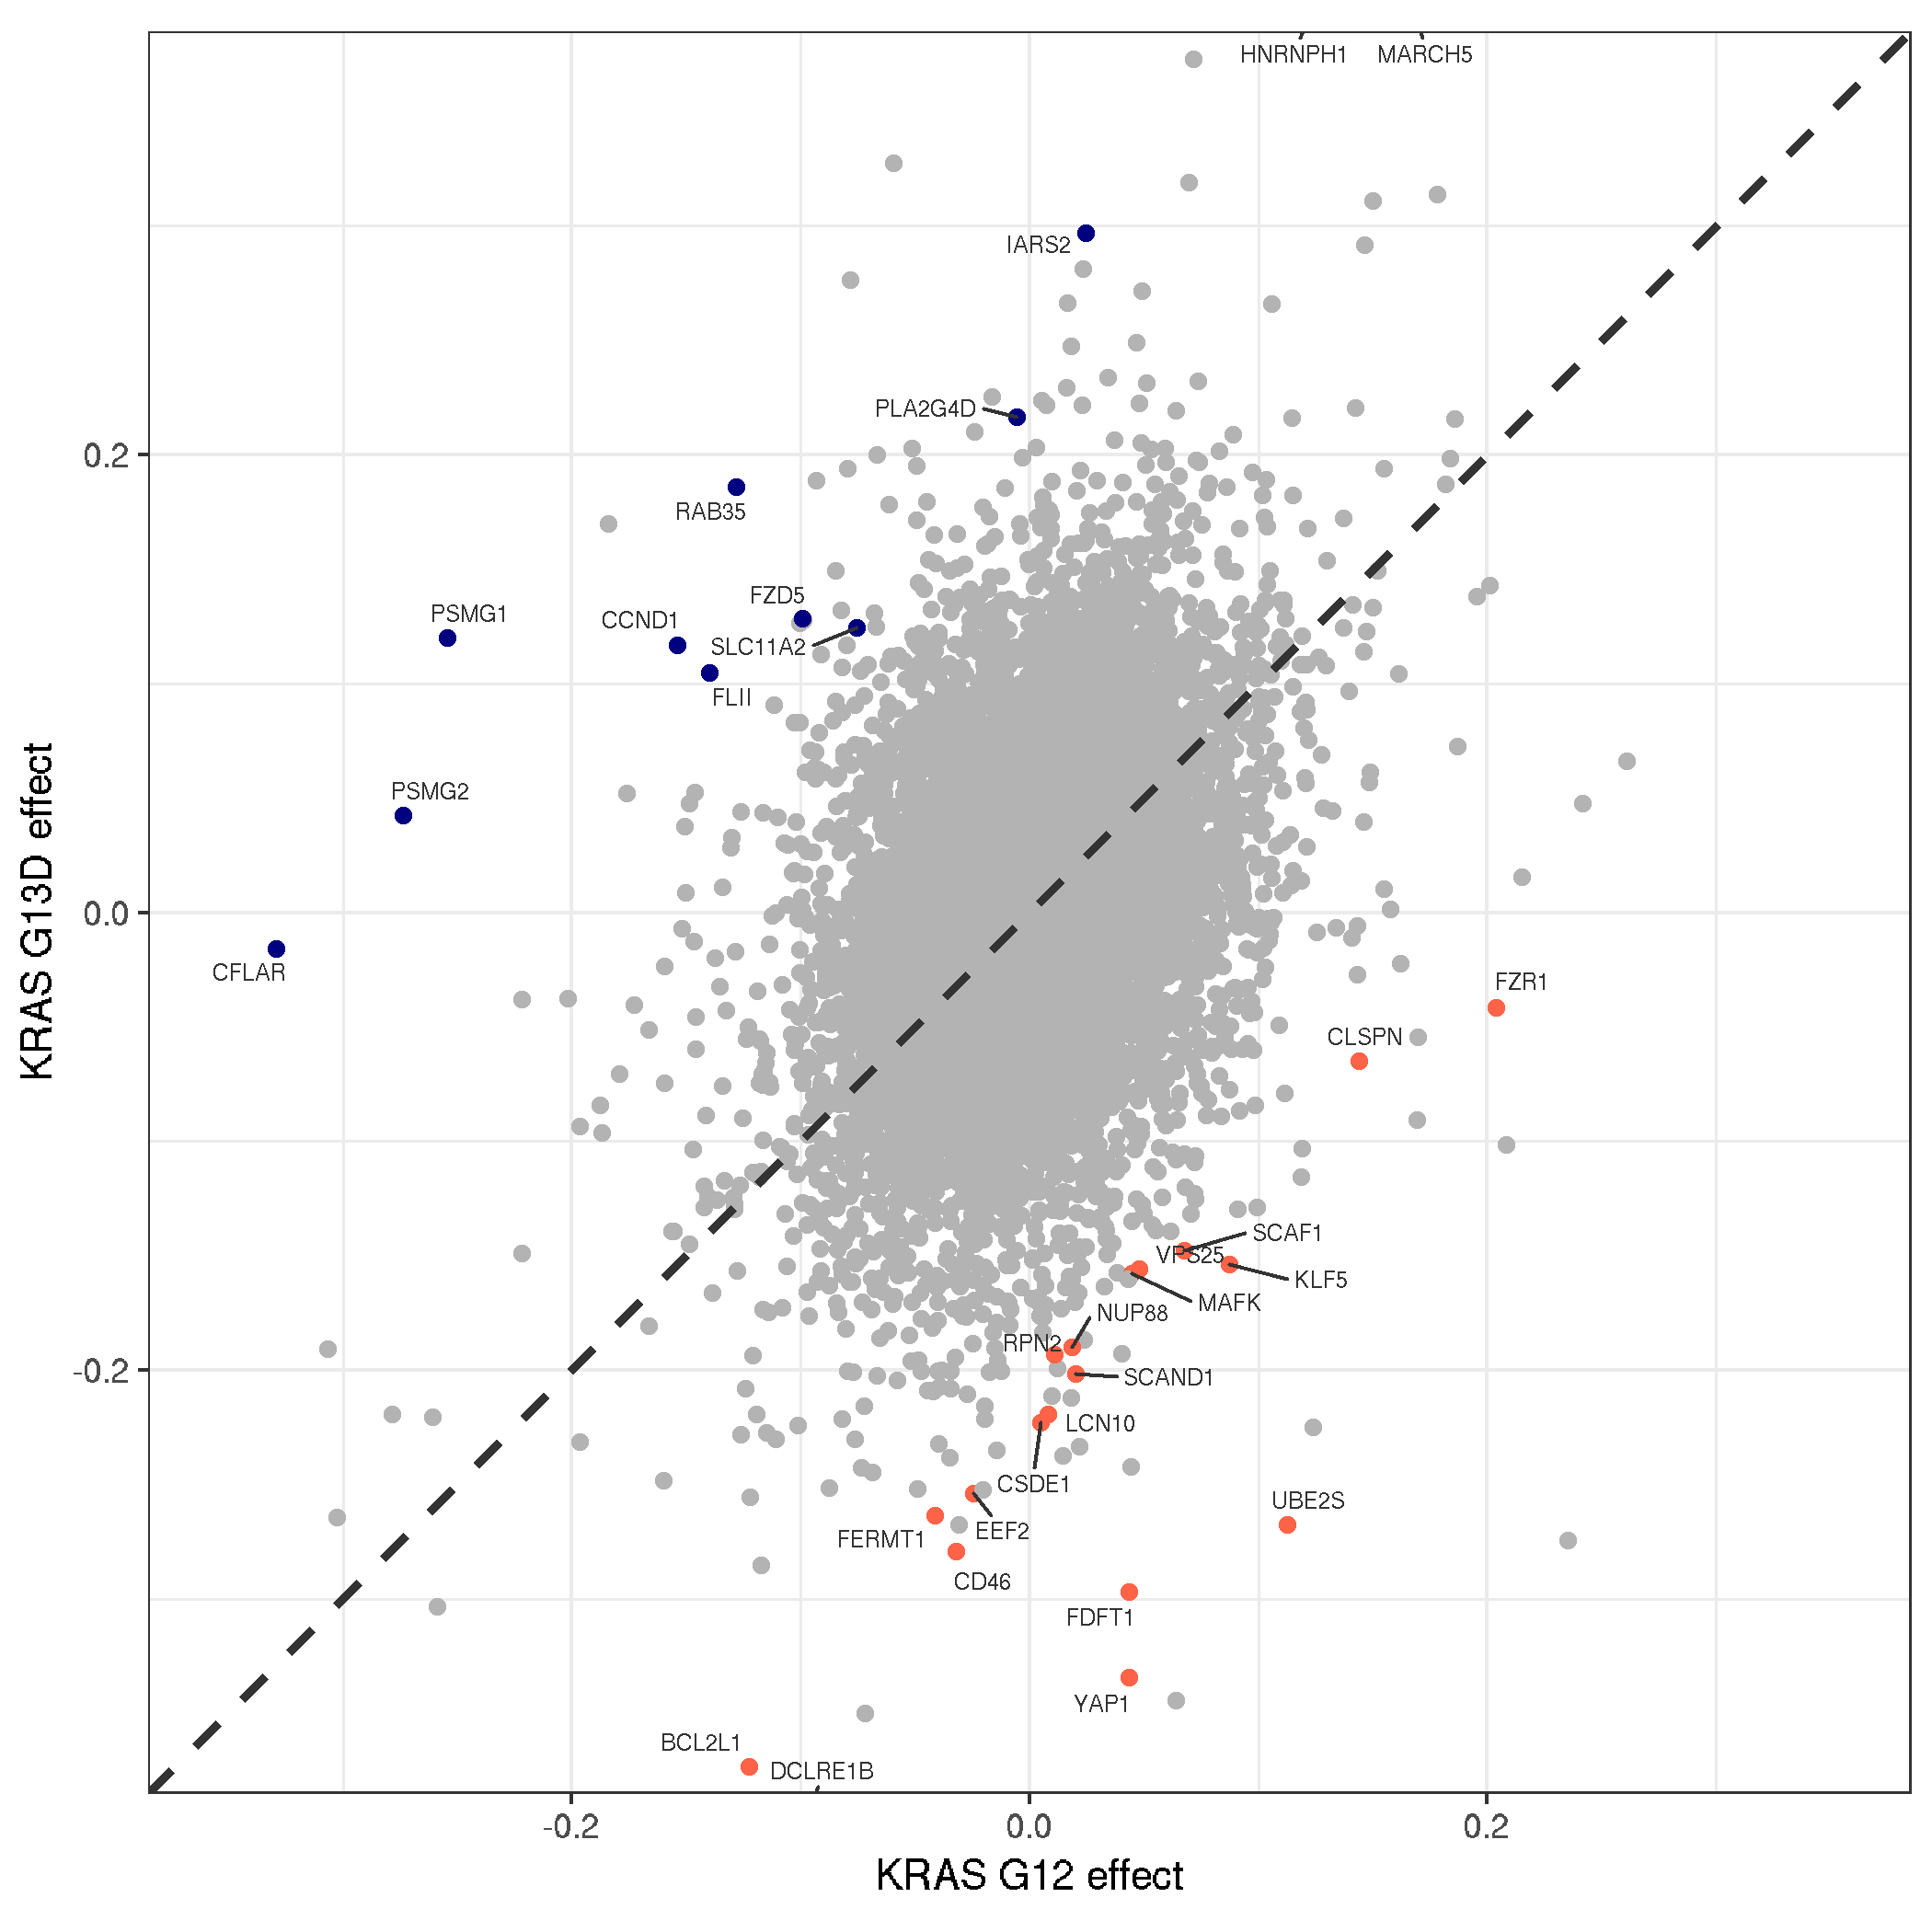 HNRNPH1 MARCH5
IARS2
PLA2G4D
RAB35
FZD5
PSMG1
CCND1
SLC11A2
FLII
PSMG2
CFLAR
FZR1
CLSPN
SCAF1
VPS25
KLF5
MAFK
NUP88
RPN2
SCAND1
LCN10
CSDE1
UBE2S
EEF2
FERMT1
CD46
FDFT1
YAP1
BCL2L1
DCLRE1B
0.2
0.0
-0.2
KRAS G13D effect
-0.2 0.0 0.2
KRAS G12 effect